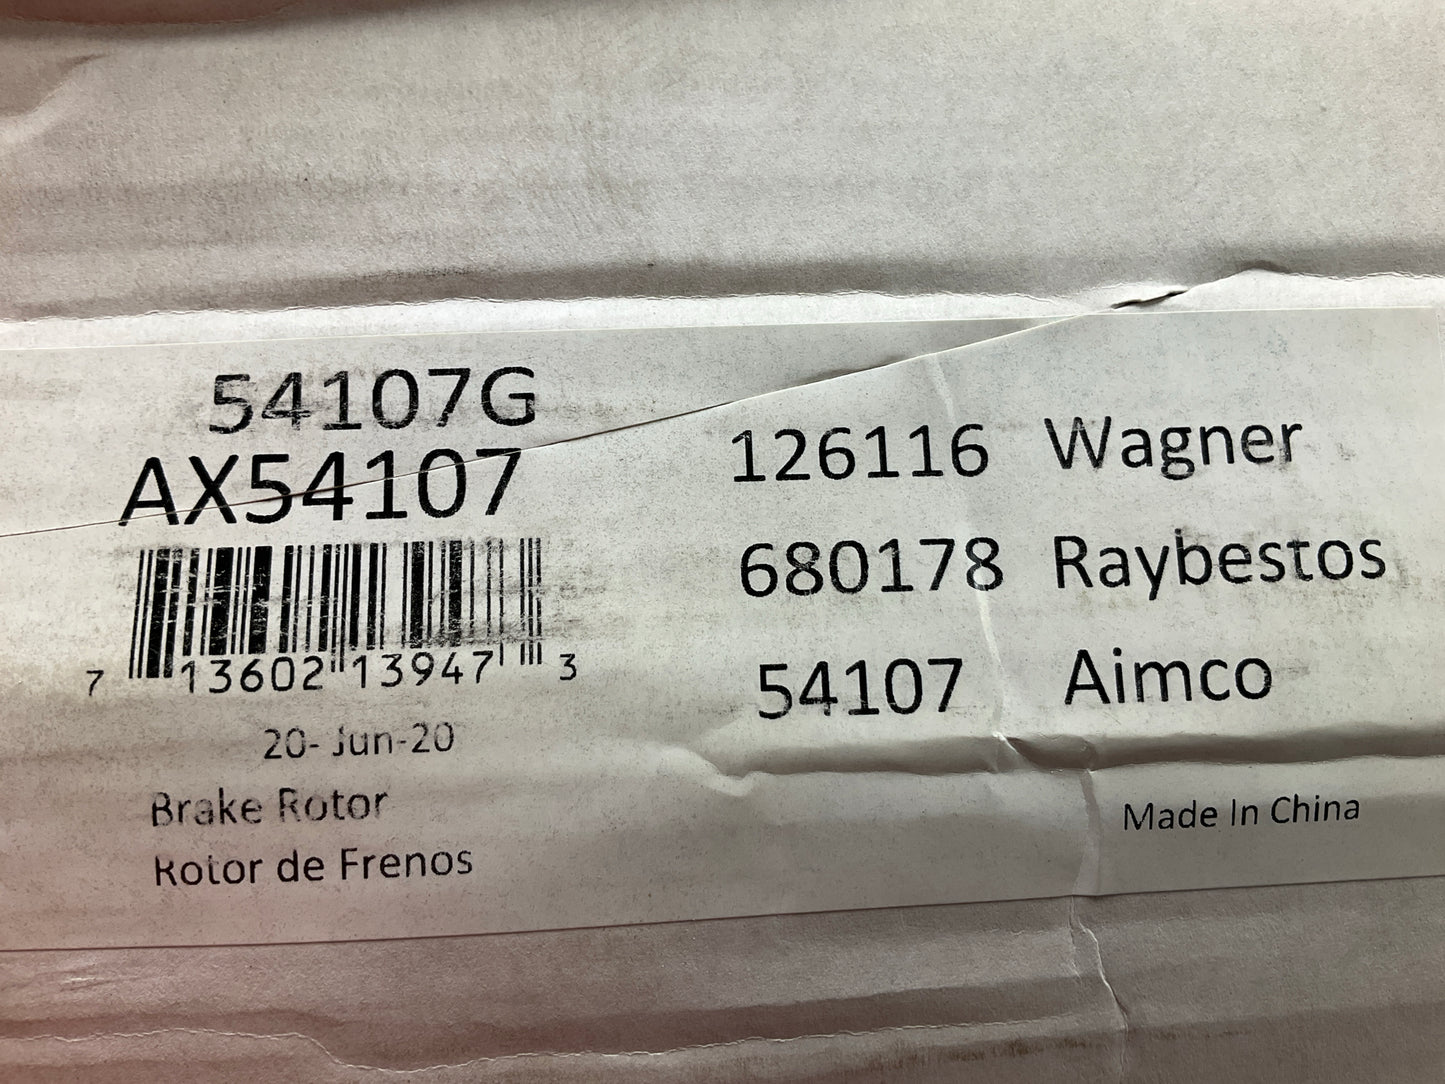 54107G
AX54107
7 13602 13947 3
20- Jun-20
Brake Rotor
Rotor de Frenos
126116 Wagner
680178 Raybestos
54107 Aimco
Made In China